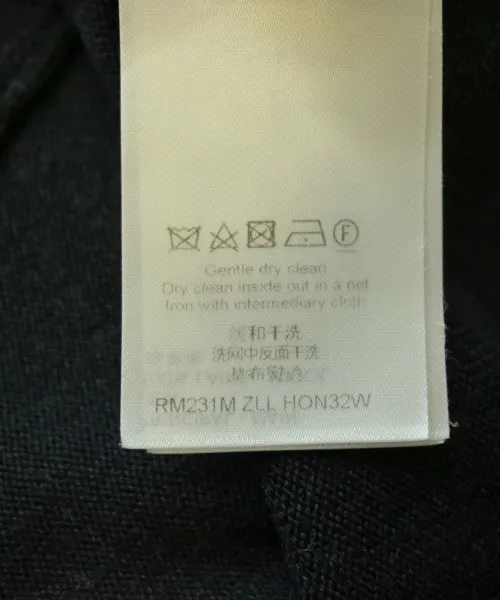 F
Gentle dry clean
Dry clean inside out in a net
Iron with intermediary cloth
缓和干洗
洗网中反面干洗
垫布熨烫
RM231M ZLL HON32W